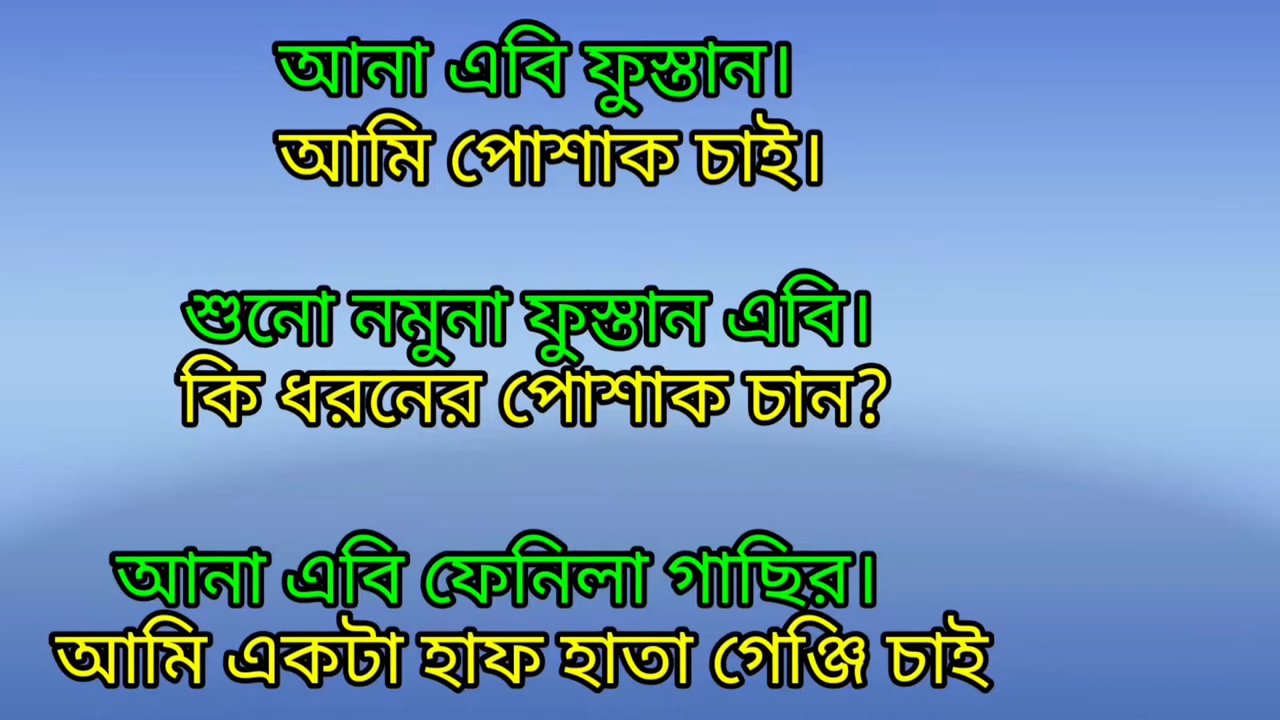 আনা এবি ফুস্তান।
আমি পোশাক চাই।
শুনো নমুনা ফুস্তান এবি।
কি ধরনের পোশাক চান?
আনা এবি ফেনিলা গাছির।
আমি একটা হাফ হাতা গেঞ্জি চাই